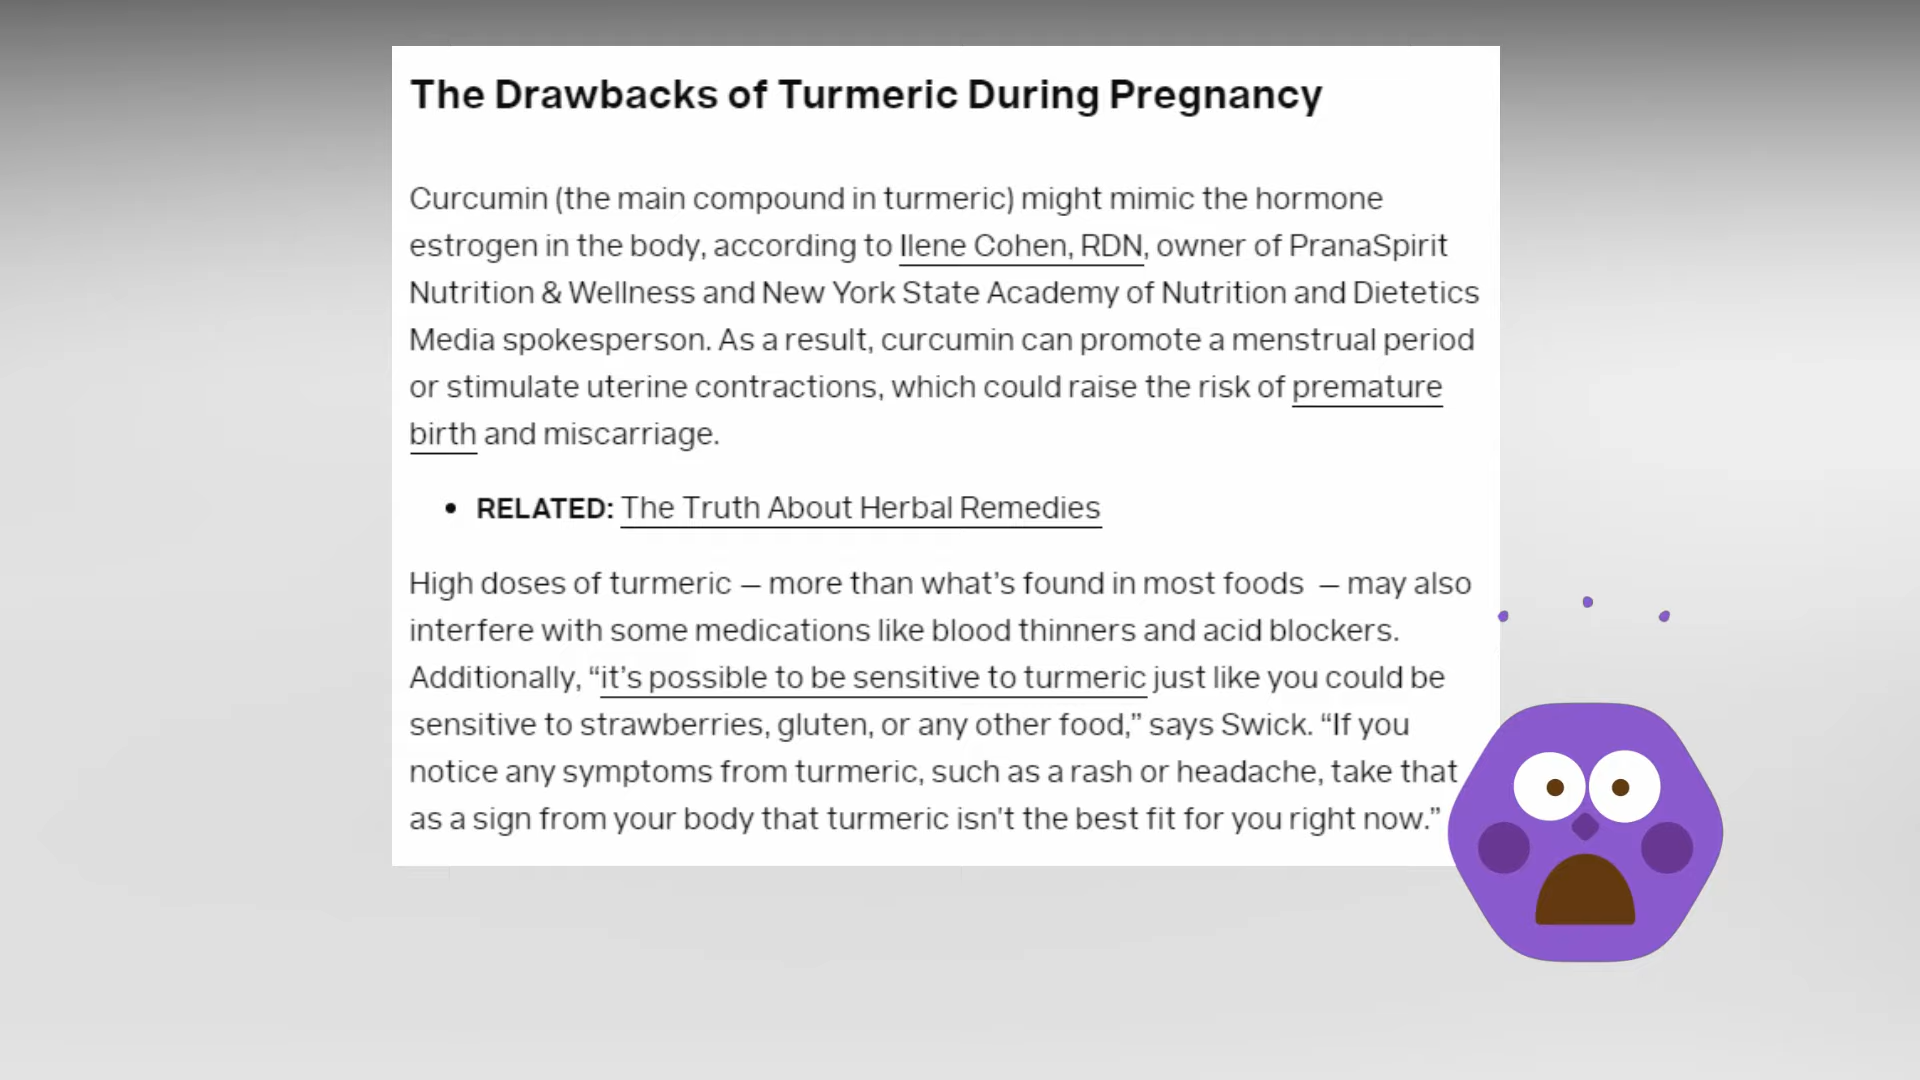 The Drawbacks of Turmeric During Pregnancy
Curcumin (the main compound in turmeric) might mimic the hormone
estrogen in the body, according to Ilene Cohen, RDN, owner of PranaSpirit
Nutrition & Wellness and New York State Academy of Nutrition and Dietetics
Media spokesperson. As a result, curcumin can promote a menstrual period
or stimulate uterine contractions, which could raise the risk of premature
birth and miscarriage.
• RELATED: The Truth About Herbal Remedies
High doses of turmeric — more than what’s found in most foods — may also
interfere with some medications like blood thinners and acid blockers.
Additionally, “it’s possible to be sensitive to turmeric just like you could be
sensitive to strawberries, gluten, or any other food,” says Swick. “If you
notice any symptoms from turmeric, such as a rash or headache, take that
as a sign from your body that turmeric isn't the best fit for you right now.”